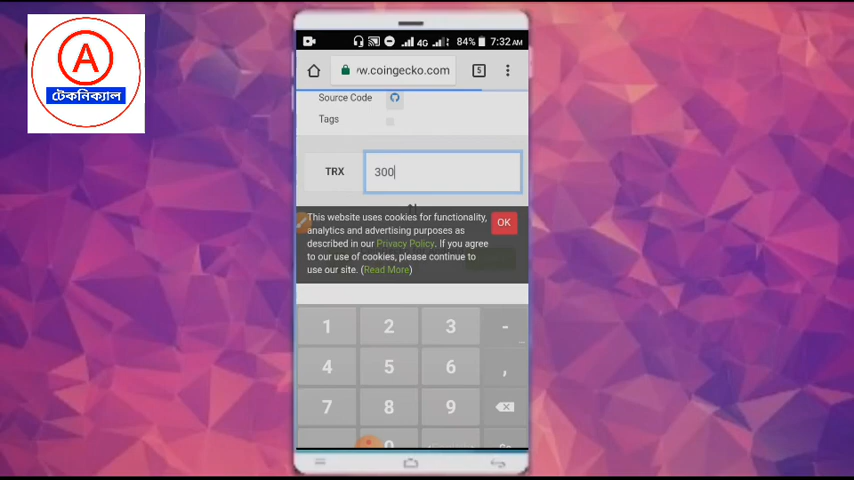 A
টেকনিক্যাল
4G 84% 7:32 AM
w.coingecko.com 5
Source Code
Tags
TRX 300
This website uses cookies for functionality,
analytics and advertising purposes as
described in our Privacy Policy. If you agree
to our use of cookies, please continue to
use our site. (Read More)
OK
1 2 3 -
4 5 6 ,
7 8 9